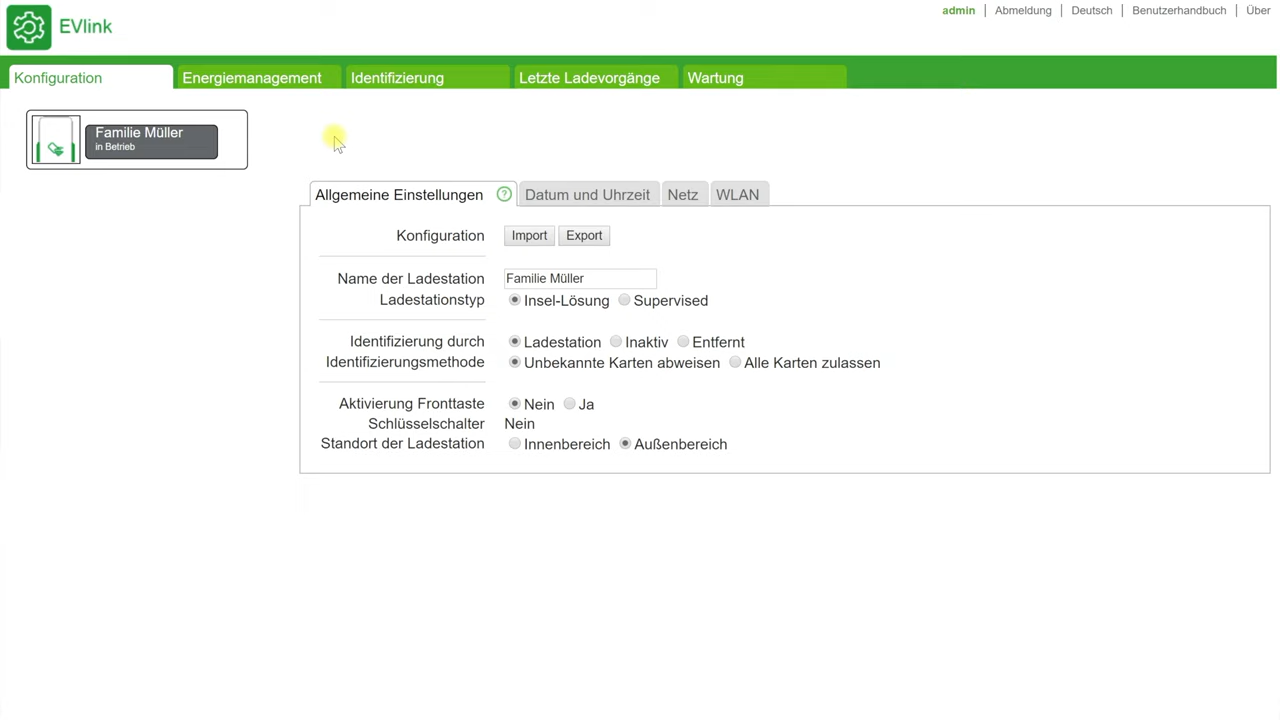 EVlink
admin | Abmeldung | Deutsch | Benutzerhandbuch | Über
Konfiguration Energiemanagement Identifizierung Letzte Ladevorgänge Wartung
Familie Müller
in Betrieb
Allgemeine Einstellungen ? Datum und Uhrzeit Netz WLAN
Konfiguration Import Export
Name der Ladestation Familie Müller
Ladestationstyp Insel-Lösung Supervised
Identifizierung durch Ladestation Inaktiv Entfernt
Identifizierungsmethode Unbekannte Karten abweisen Alle Karten zulassen
Aktivierung Fronttaste Nein Ja
Schlüsselschalter Nein
Standort der Ladestation Innenbereich Außenbereich